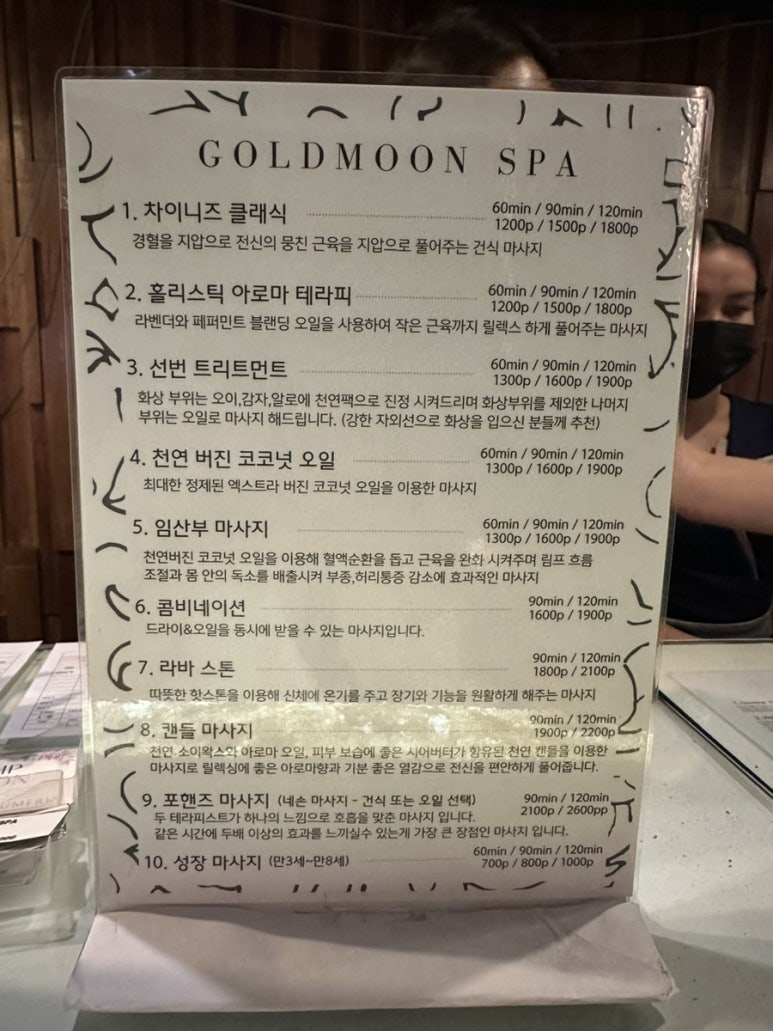 GOLDMOON SPA
1. 차이니즈 클래식 60min / 90min / 120min
1200p / 1500p / 1800p
경혈을 지압으로 전신의 뭉친 근육을 지압으로 풀어주는 건식 마사지
2. 홀리스틱 아로마 테라피 60min / 90min / 120min
1200p / 1500p / 1800p
라벤더와 페퍼민트 블랜딩 오일을 사용하여 작은 근육까지 릴렉스 하게 풀어주는 마사지
3. 선번 트리트먼트 60min / 90min / 120min
1300p / 1600p / 1900p
화상 부위는 오이,감자,알로에 천연팩으로 진정 시켜드리며 화상부위를 제외한 나머지
부위는 오일로 마사지 해드립니다. (강한 자외선으로 화상을 입으신 분들께 추천)
4. 천연 버진 코코넛 오일 60min / 90min / 120min
1300p / 1600p / 1900p
최대한 정제된 엑스트라 버진 코코넛 오일을 이용한 마사지
5. 임산부 마사지 60min / 90min / 120min
1300p / 1600p / 1900p
천연버진 코코넛 오일을 이용해 혈액순환을 돕고 근육을 완화 시켜주며 림프 흐름
조절과 몸 안의 독소를 배출시켜 부종,허리통증 감소에 효과적인 마사지
6. 콤비네이션 90min / 120min
1600p / 1900p
드라이&오일을 동시에 받을 수 있는 마사지입니다.
7. 라바 스톤 90min / 120min
1800p / 2100p
따뜻한 핫스톤을 이용해 신체에 온기를 주고 장기와 기능을 원활하게 해주는 마사지
8. 캔들 마사지 90min / 120min
1900p / 2200p
천연 소이왁스와 아로마 오일, 피부 보습에 좋은 시어버터가 함유된 천연 캔들을 이용한
마사지로 릴렉싱에 좋은 아로마향과 기분 좋은 열감으로 전신을 편안하게 풀어줍니다.
9. 포핸즈 마사지 (네손 마사지 - 건식 또는 오일 선택) 90min / 120min
2100p / 2600pp
두 테라피스트가 하나의 느낌으로 호흡을 맞춘 마사지 입니다.
같은 시간에 두배 이상의 효과를 느끼실수 있는게 가장 큰 장점인 마사지 입니다.
10. 성장 마사지 (만3세~만8세) 60min / 90min / 120min
700p / 800p / 1000p